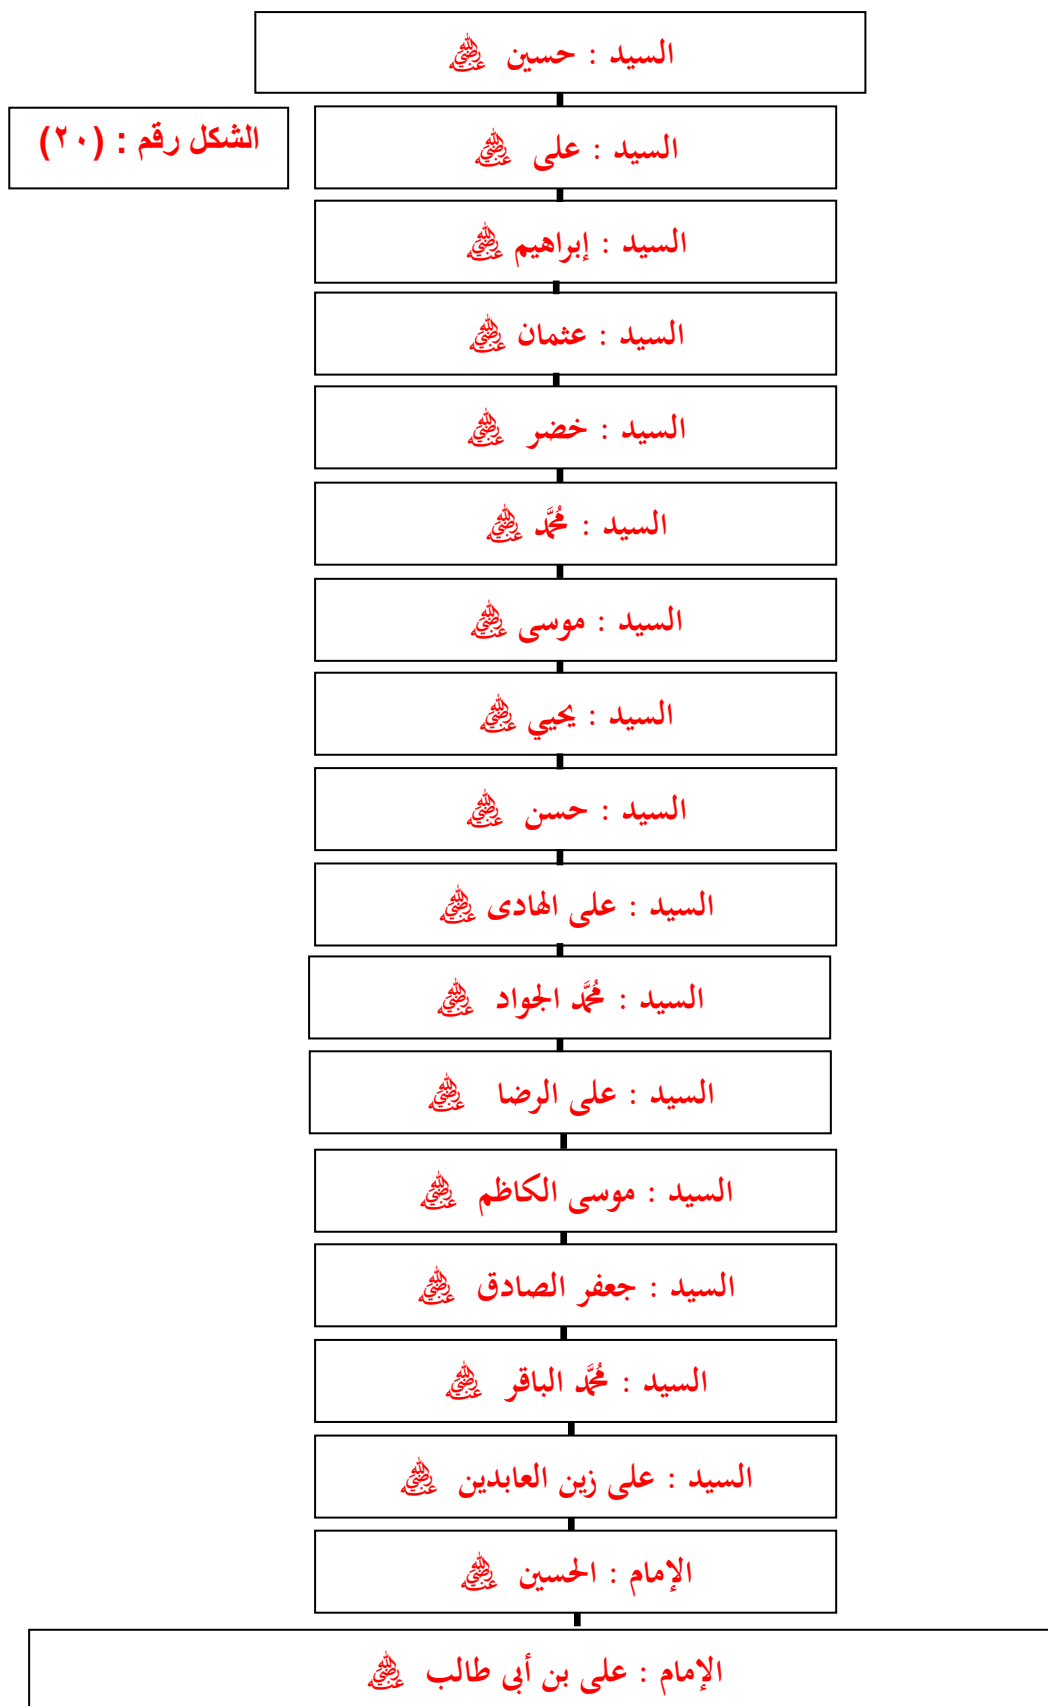 السيد : حسين رضي الله عنه
الشكل رقم : (٢٠)
السيد : على رضي الله عنه
السيد : إبراهيم رضي الله عنه
السيد : عثمان رضي الله عنه
السيد : خضر رضي الله عنه
السيد : مُحَمَّد رضي الله عنه
السيد : موسى رضي الله عنه
السيد : يحيي رضي الله عنه
السيد : حسن رضي الله عنه
السيد : على الهادى رضي الله عنه
السيد : مُحَمَّد الجواد رضي الله عنه
السيد : على الرضا رضي الله عنه
السيد : موسى الكاظم رضي الله عنه
السيد : جعفر الصادق رضي الله عنه
السيد : مُحَمَّد الباقر رضي الله عنه
السيد : على زين العابدين رضي الله عنه
الإمام : الحسين رضي الله عنه
الإمام : على بن أبى طالب رضي الله عنه